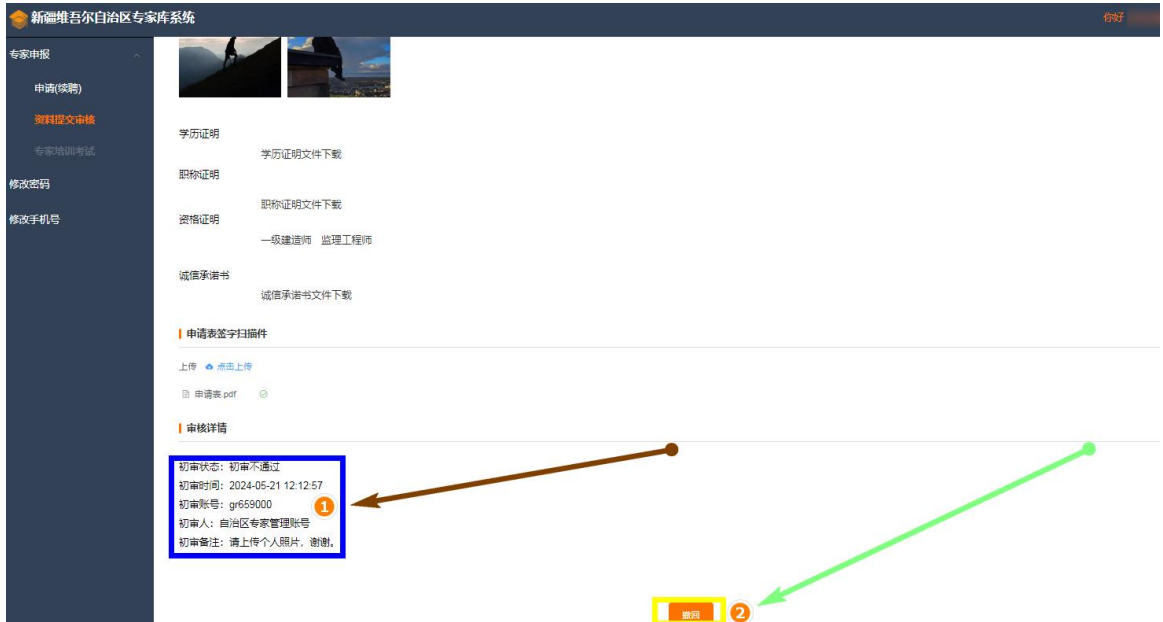 新疆维吾尔自治区专家库系统
你好
专家申报
申请(续聘)
资料提交审核
专家培训考试
修改密码
修改手机号
学历证明
学历证明文件下载
职称证明
职称证明文件下载
资格证明
一级建造师 监理工程师
诚信承诺书
诚信承诺书文件下载
申请表签字扫描件
上传 点击上传
申请表.pdf
审核详情
初审状态：初审不通过
初审时间：2024-05-21 12:12:57
初审账号：gr659000
1
初审人：自治区专家管理账号
初审备注：请上传个人照片，谢谢。
撤回
2